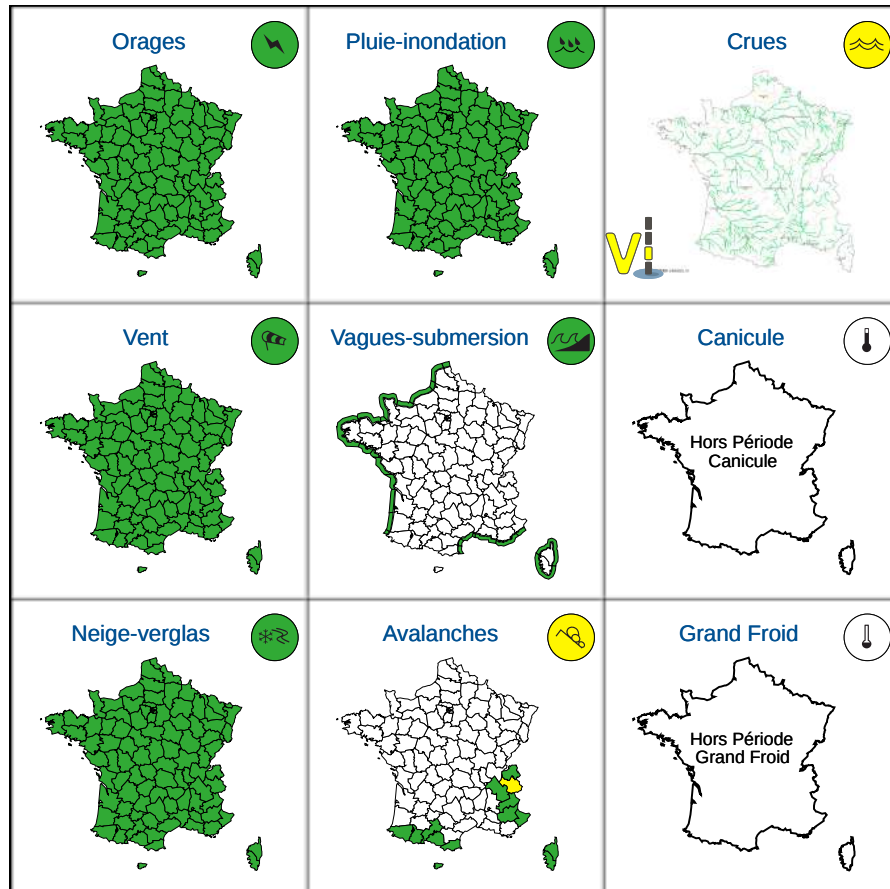 Orages
Pluie-inondation
Crues
Vi
Vent
Vagues-submersion
Canicule
Hors Période
Canicule
Neige-verglas
Avalanches
Grand Froid
Hors Période
Grand Froid